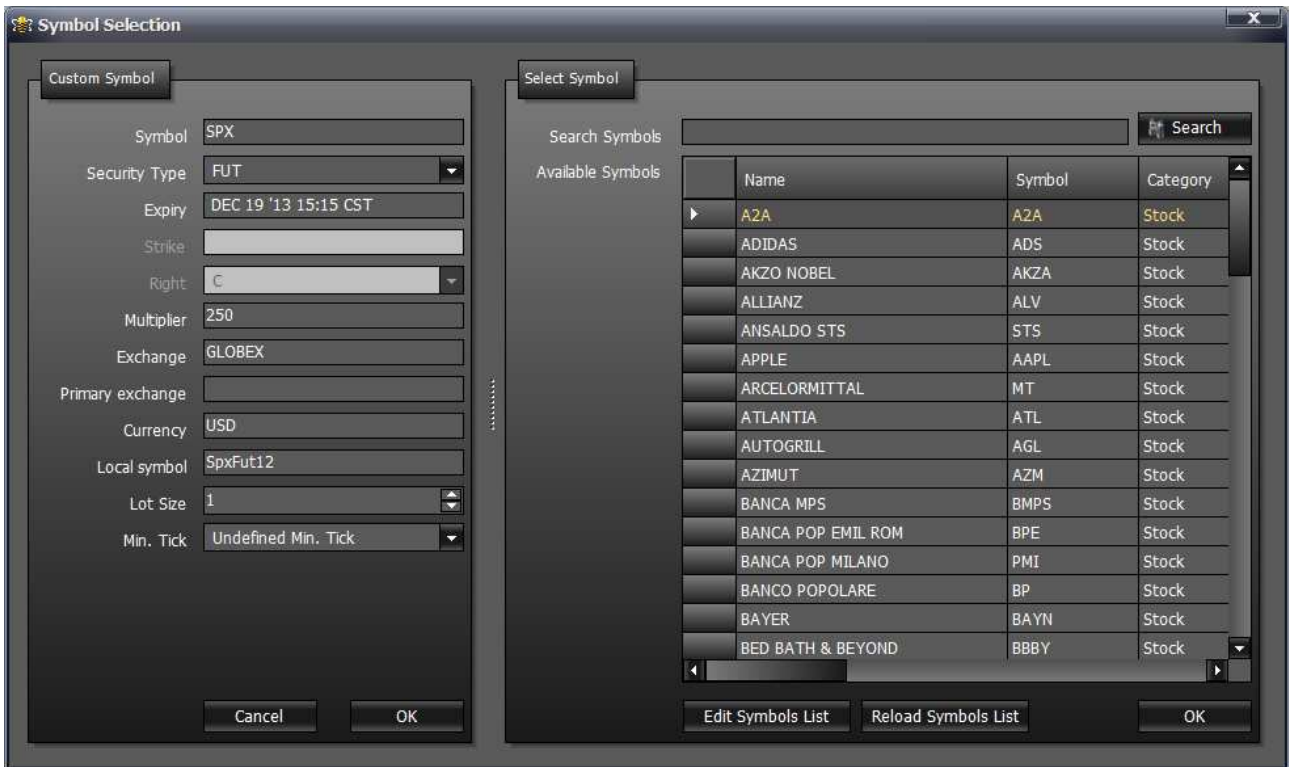 Symbol Selection
Custom Symbol
Symbol SPX
Security Type FUT
Expiry DEC 19 '13 15:15 CST
Strike
Right C
Multiplier 250
Exchange GLOBEX
Primary exchange
Currency USD
Local symbol SpxFut12
Lot Size 1
Min. Tick Undefined Min. Tick
Cancel OK
Select Symbol
Search Symbols Search
Available Symbols
Name Symbol Category
A2A A2A Stock
ADIDAS ADS Stock
AKZO NOBEL AKZA Stock
ALLIANZ ALV Stock
ANSALDO STS STS Stock
APPLE AAPL Stock
ARCELORMITTAL MT Stock
ATLANTIA ATL Stock
AUTOGRILL AGL Stock
AZIMUT AZM Stock
BANCA MPS BMPS Stock
BANCA POP EMIL ROM BPE Stock
BANCA POP MILANO PMI Stock
BANCO POPOLARE BP Stock
BAYER BAYN Stock
BED BATH & BEYOND BBBY Stock
Edit Symbols List Reload Symbols List OK